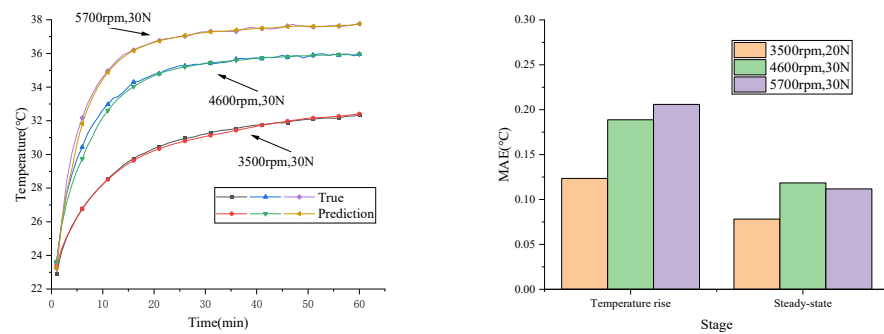 5700rpm,30N
4600rpm,30N
3500rpm,30N
True
Prediction
Temperature(℃)
38
36
34
32
30
28
26
24
22
0
10
20
30
40
50
60
Time(min)
3500rpm,20N
4600rpm,30N
5700rpm,30N
MAE(℃)
0.30
0.25
0.20
0.15
0.10
0.05
0.00
Temperature rise
Steady-state
Stage